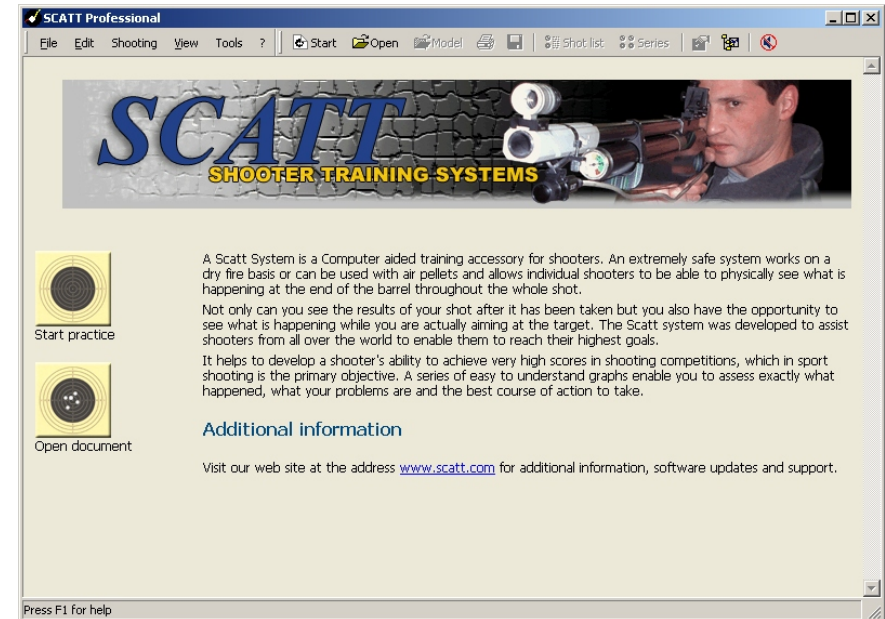 SCATT Professional
File Edit Shooting View Tools ? Start Open Model Shot list Series
SCATT
SHOOTER TRAINING SYSTEMS
A Scatt System is a Computer aided training accessory for shooters. An extremely safe system works on a
dry fire basis or can be used with air pellets and allows individual shooters to be able to physically see what is
happening at the end of the barrel throughout the whole shot.
Not only can you see the results of your shot after it has been taken but you also have the opportunity to
see what is happening while you are actually aiming at the target. The Scatt system was developed to assist
shooters from all over the world to enable them to reach their highest goals.
It helps to develop a shooter's ability to achieve very high scores in shooting competitions, which in sport
shooting is the primary objective. A series of easy to understand graphs enable you to assess exactly what
happened, what your problems are and the best course of action to take.
Start practice
Open document
Additional information
Visit our web site at the address www.scatt.com for additional information, software updates and support.
Press F1 for help